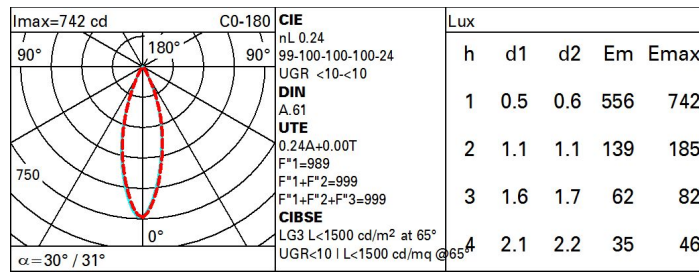 Imax=742 cd C0-180
90° 180° 90°
750
0°
α=30° / 31°
CIE
nL 0.24
99-100-100-100-24
UGR <10-<10
DIN
A.61
UTE
0.24A+0.00T
F"1=989
F"1+F"2=999
F"1+F"2+F"3=999
CIBSE
LG3 L<1500 cd/m² at 65°
UGR<10 | L<1500 cd/mq @65°
Lux
h d1 d2 Em Emax
1 0.5 0.6 556 742
2 1.1 1.1 139 185
3 1.6 1.7 62 82
4 2.1 2.2 35 46